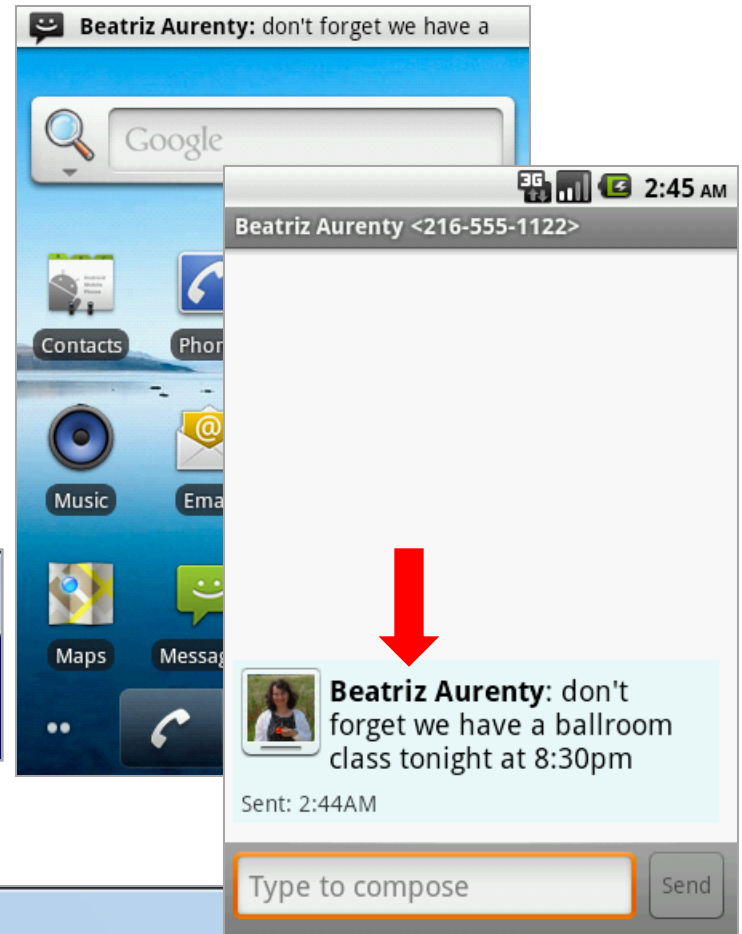 Beatriz Aurenty: don't forget we have a
Google
Contacts
Phon
Music
Ema
Maps
Messag
3G
2:45 AM
Beatriz Aurenty <216-555-1122>
Beatriz Aurenty: don't
forget we have a ballroom
class tonight at 8:30pm
Sent: 2:44AM
Type to compose
Send